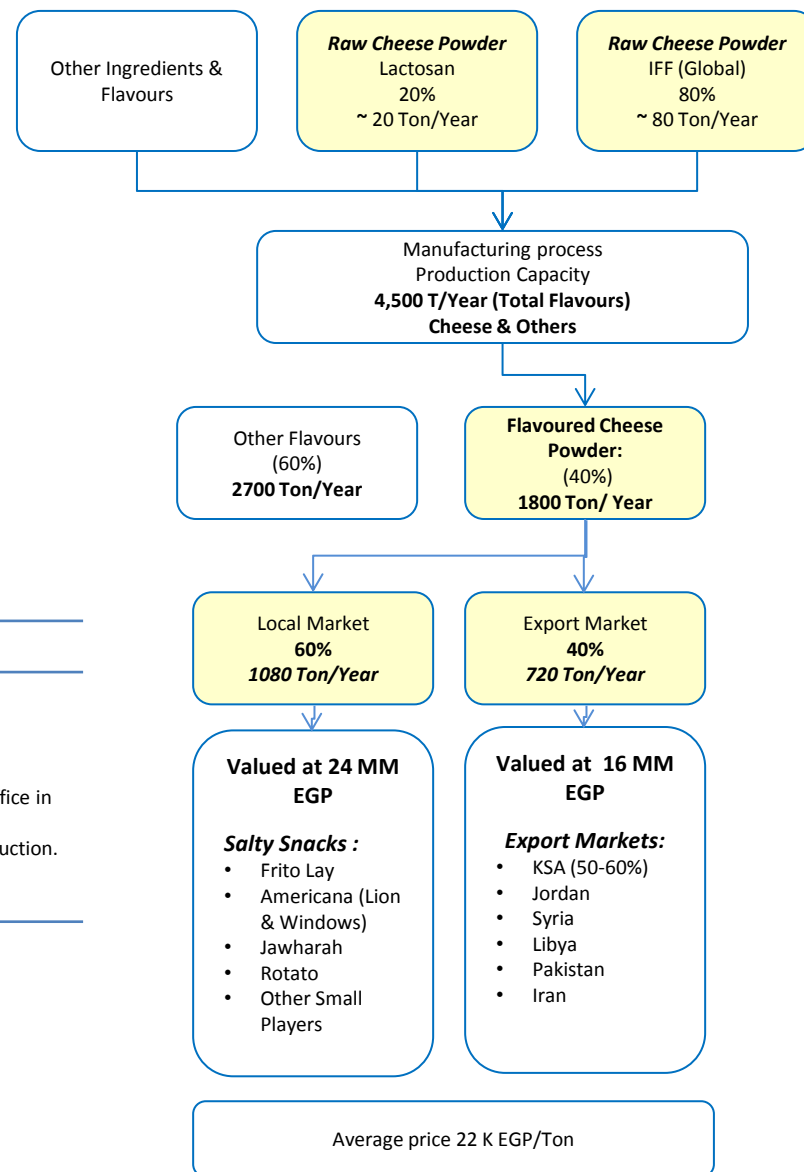 Other Ingredients &
Flavours
Raw Cheese Powder
Lactosan
20%
~ 20 Ton/Year
Raw Cheese Powder
IFF (Global)
80%
~ 80 Ton/Year
Manufacturing process
Production Capacity
4,500 T/Year (Total Flavours)
Cheese & Others
Other Flavours
(60%)
2700 Ton/Year
Flavoured Cheese
Powder:
(40%)
1800 Ton/ Year
Local Market
60%
1080 Ton/Year
Export Market
40%
720 Ton/Year
fice in
uction.
Valued at 24 MM
EGP
Salty Snacks :
• Frito Lay
• Americana (Lion
& Windows)
• Jawharah
• Rotato
• Other Small
Players
Valued at 16 MM
EGP
Export Markets:
• KSA (50-60%)
• Jordan
• Syria
• Libya
• Pakistan
• Iran
Average price 22 K EGP/Ton